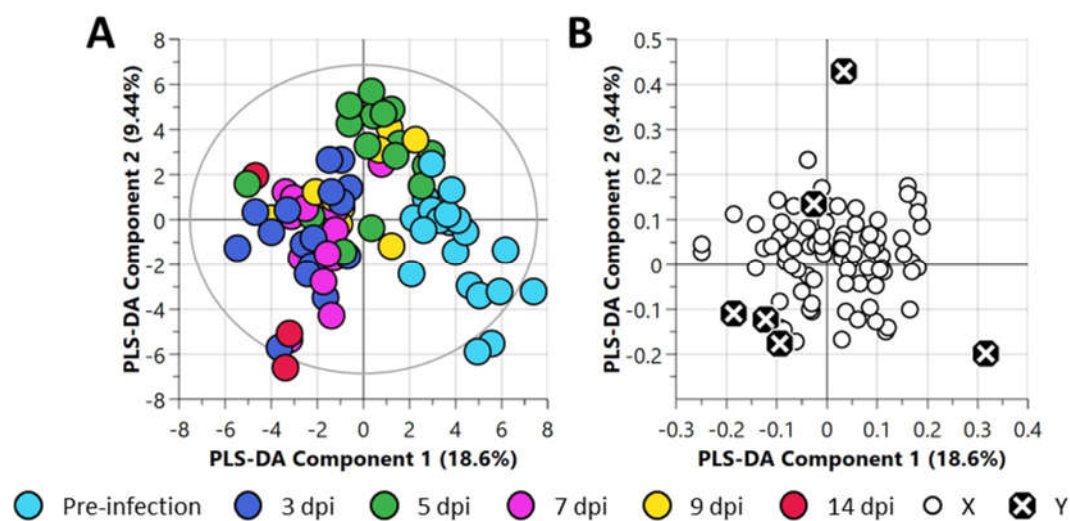 A
8
6
4
2
0
-2
-4
-6
-8
-8 -6 -4 -2 0 2 4 6 8
PLS-DA Component 2 (9.44%)
PLS-DA Component 1 (18.6%)
B
0.5
0.4
0.3
0.2
0.1
0
-0.1
-0.2
-0.3 -0.2 -0.1 0 0.1 0.2 0.3 0.4
PLS-DA Component 2 (9.44%)
PLS-DA Component 1 (18.6%)
Pre-infection 3 dpi 5 dpi 7 dpi 9 dpi 14 dpi X Y